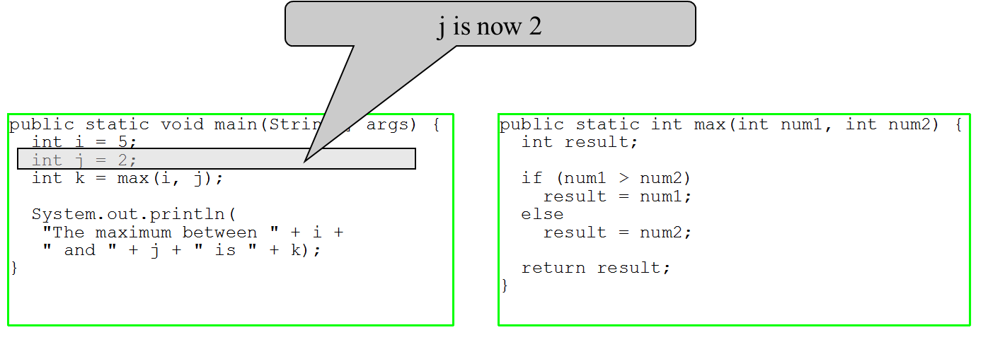 j is now 2
public static void main(Strin args) {
int i = 5;
int j = 2;
int k = max(i, j);
System.out.println(
"The maximum between " + i +
" and " + j + " is " + k);
}
public static int max(int num1, int num2) {
int result;
if (num1 > num2)
result = num1;
else
result = num2;
return result;
}